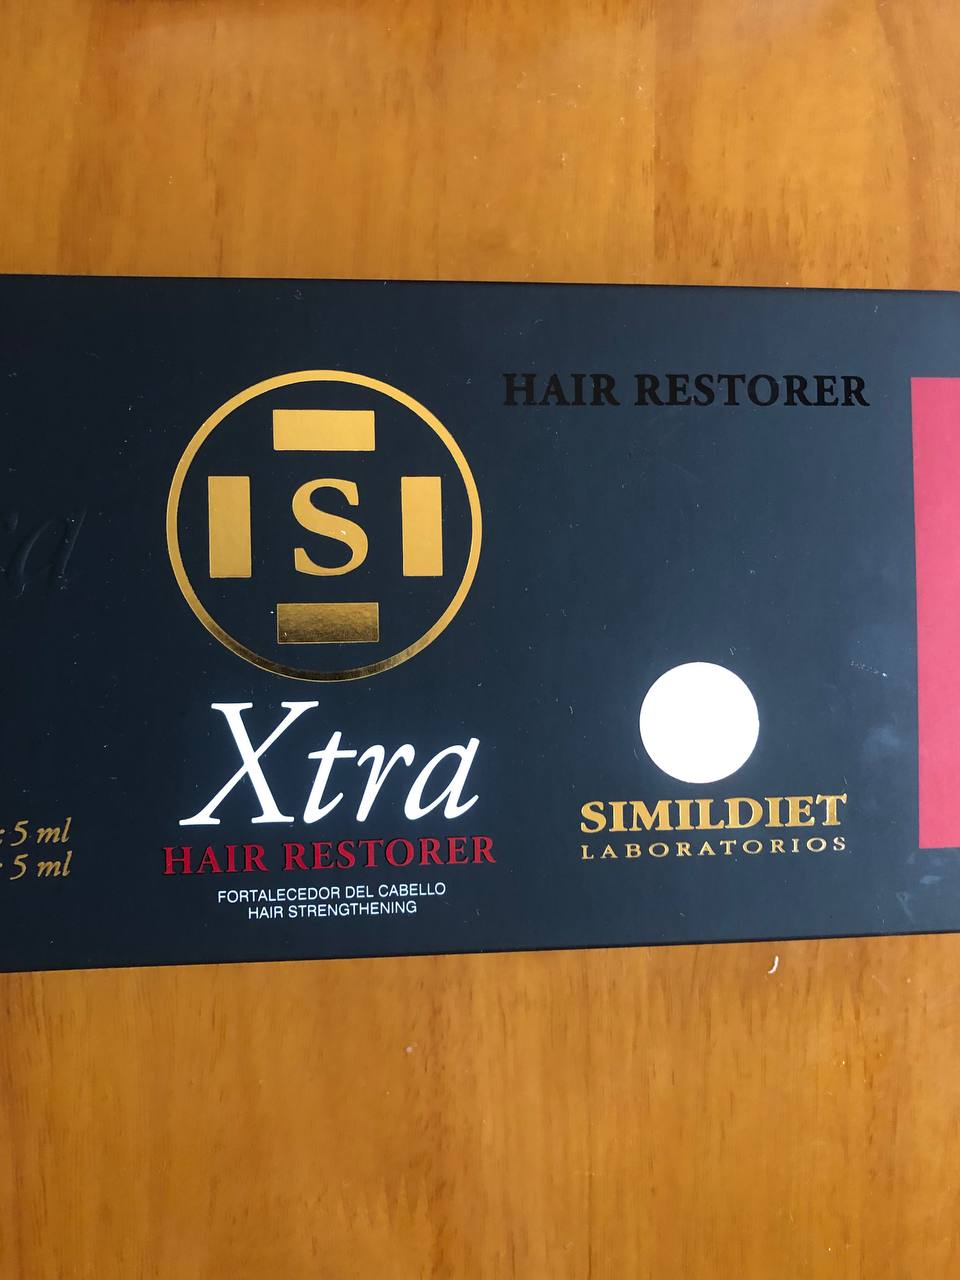 HAIR RESTORER
S
Xtra
HAIR RESTORER
FORTALECEDOR DEL CABELLO
HAIR STRENGTHENING
SIMILDIET
LABORATORIOS
5 ml
5 ml